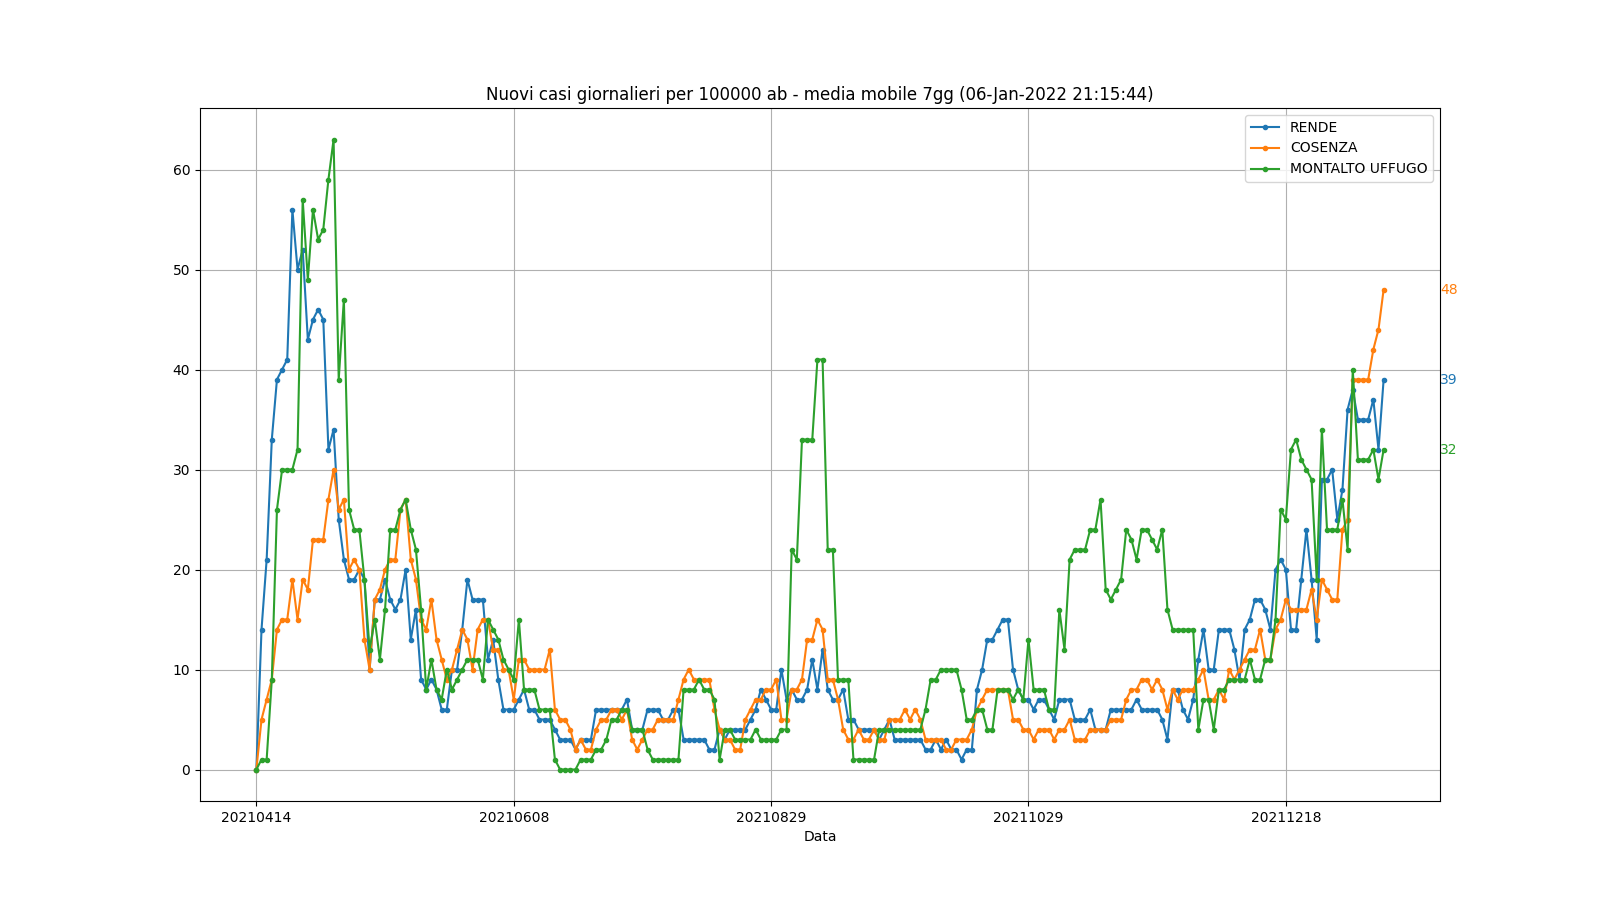 Nuovi casi giornalieri per 100000 ab - media mobile 7gg (06-Jan-2022 21:15:44)
RENDE
COSENZA
MONTALTO UFFUGO
60
50
40
30
20
10
0
48
39
32
20210414 20210608 20210829 20211029 20211218
Data